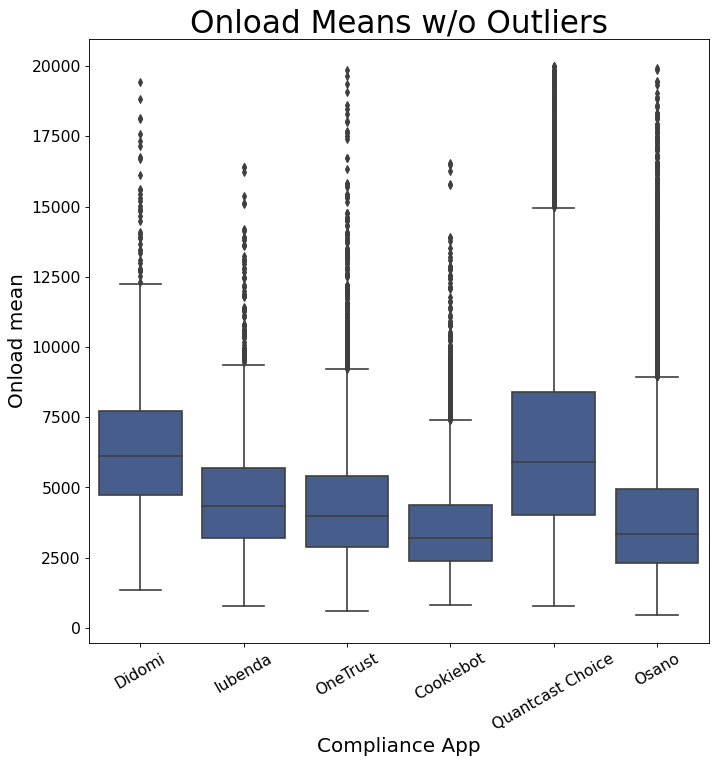 Onload Means w/o Outliers
20000
17500
15000
12500
10000
7500
5000
2500
0
Onload mean
Didomi
Iubenda
OneTrust
Cookiebot
Quantcast Choice
Osano
Compliance App